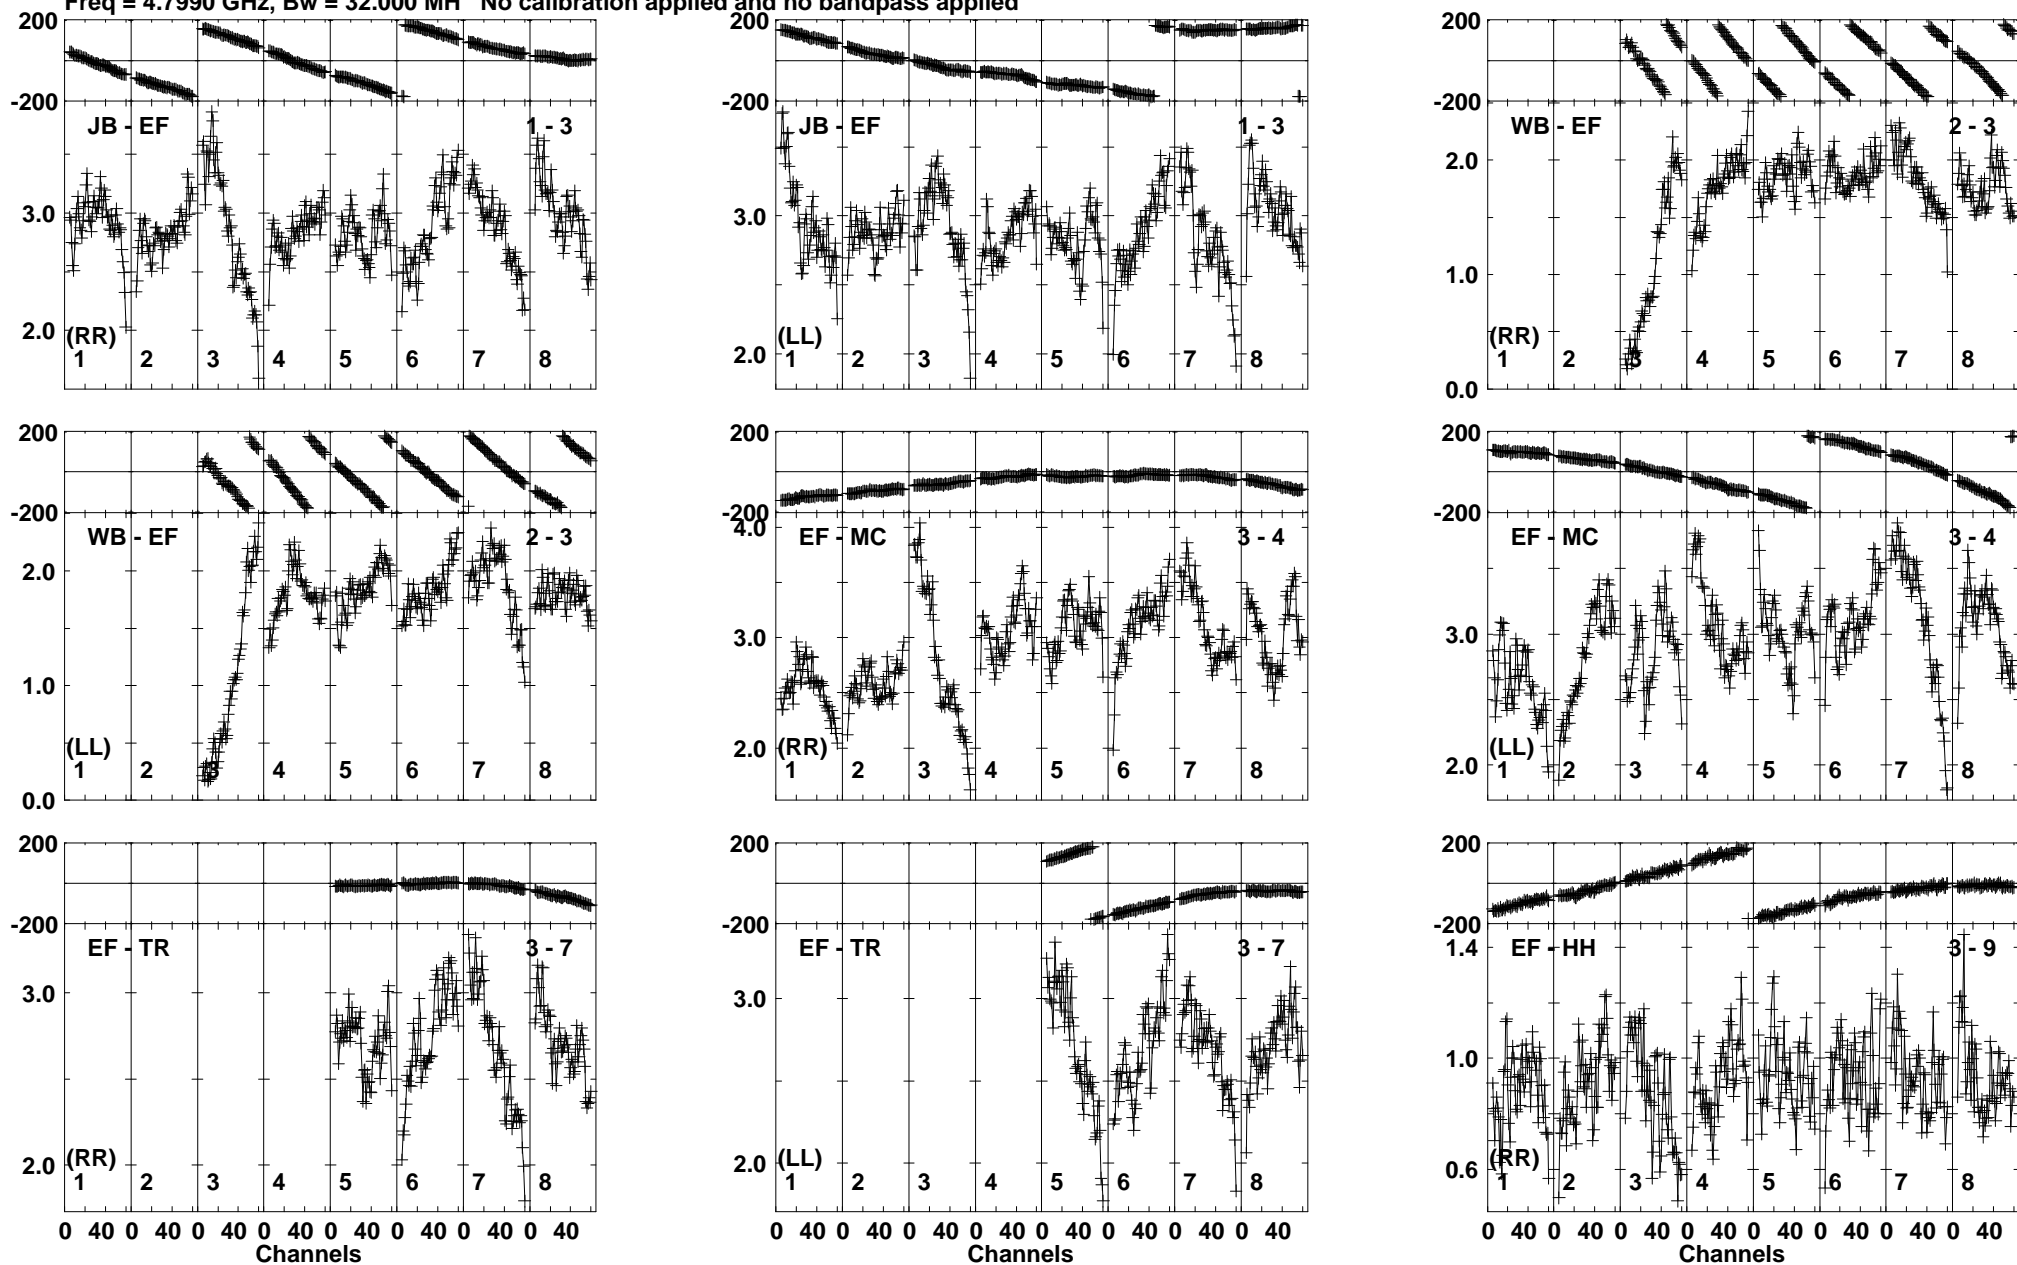 Freq = 4.7990 GHz, Bw = 32.000 MH No calibration applied and no bandpass applied
200 200 200
-200 -200 -200
JB - EF 1 - 3 JB - EF 1 - 3 WB - EF 2 - 3
3.0 3.0 2.0
1.0
2.0 2.0 0.0
(RR) (LL) (RR)
1 2 3 4 5 6 7 8 1 2 3 4 5 6 7 8 1 2 3 4 5 6 7 8
200 200 200
-200 -200 -200
WB - EF 2 - 3 EF - MC 3 - 4 EF - MC 3 - 4
4.0
2.0 3.0 3.0
1.0 2.0 2.0
0.0
(LL) (RR) (LL)
1 2 3 4 5 6 7 8 1 2 3 4 5 6 7 8 1 2 3 4 5 6 7 8
200 200 200
-200 -200 -200
EF - TR 3 - 7 EF - TR 3 - 7 EF - HH 3 - 9
1.4
3.0 3.0 1.0
2.0 2.0 0.6
(RR) (LL) (RR)
1 2 3 4 5 6 7 8 1 2 3 4 5 6 7 8 1 2 3 4 5 6 7 8
0 40 0 40 0 40 0 40 0 40 0 40 0 40 0 40 0 40 0 40 0 40 0 40 0 40 0 40 0 40 0 40 0 40 0 40 0 40 0 40 0 40 0 40 0 40 0 40
Channels Channels Channels